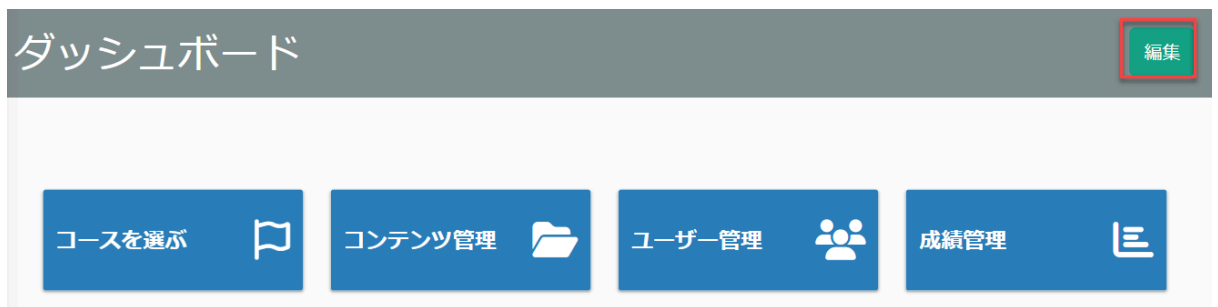 ダッシュボード
編集
コースを選ぶ
コンテンツ管理
ユーザー管理
成績管理